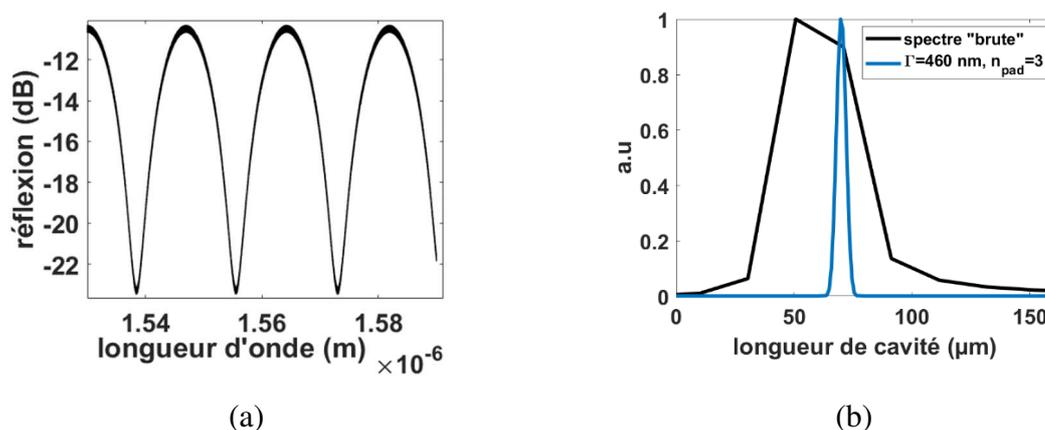 réflexion (dB)
-12
-14
-16
-18
-20
-22
1.54
1.56
1.58
longueur d'onde (m)
×10⁻⁶
(a)
a.u
1
0.8
0.6
0.4
0.2
0
0
50
100
150
longueur de cavité (µm)
spectre "brute"
Γ=460 nm, n_pad=3
(b)